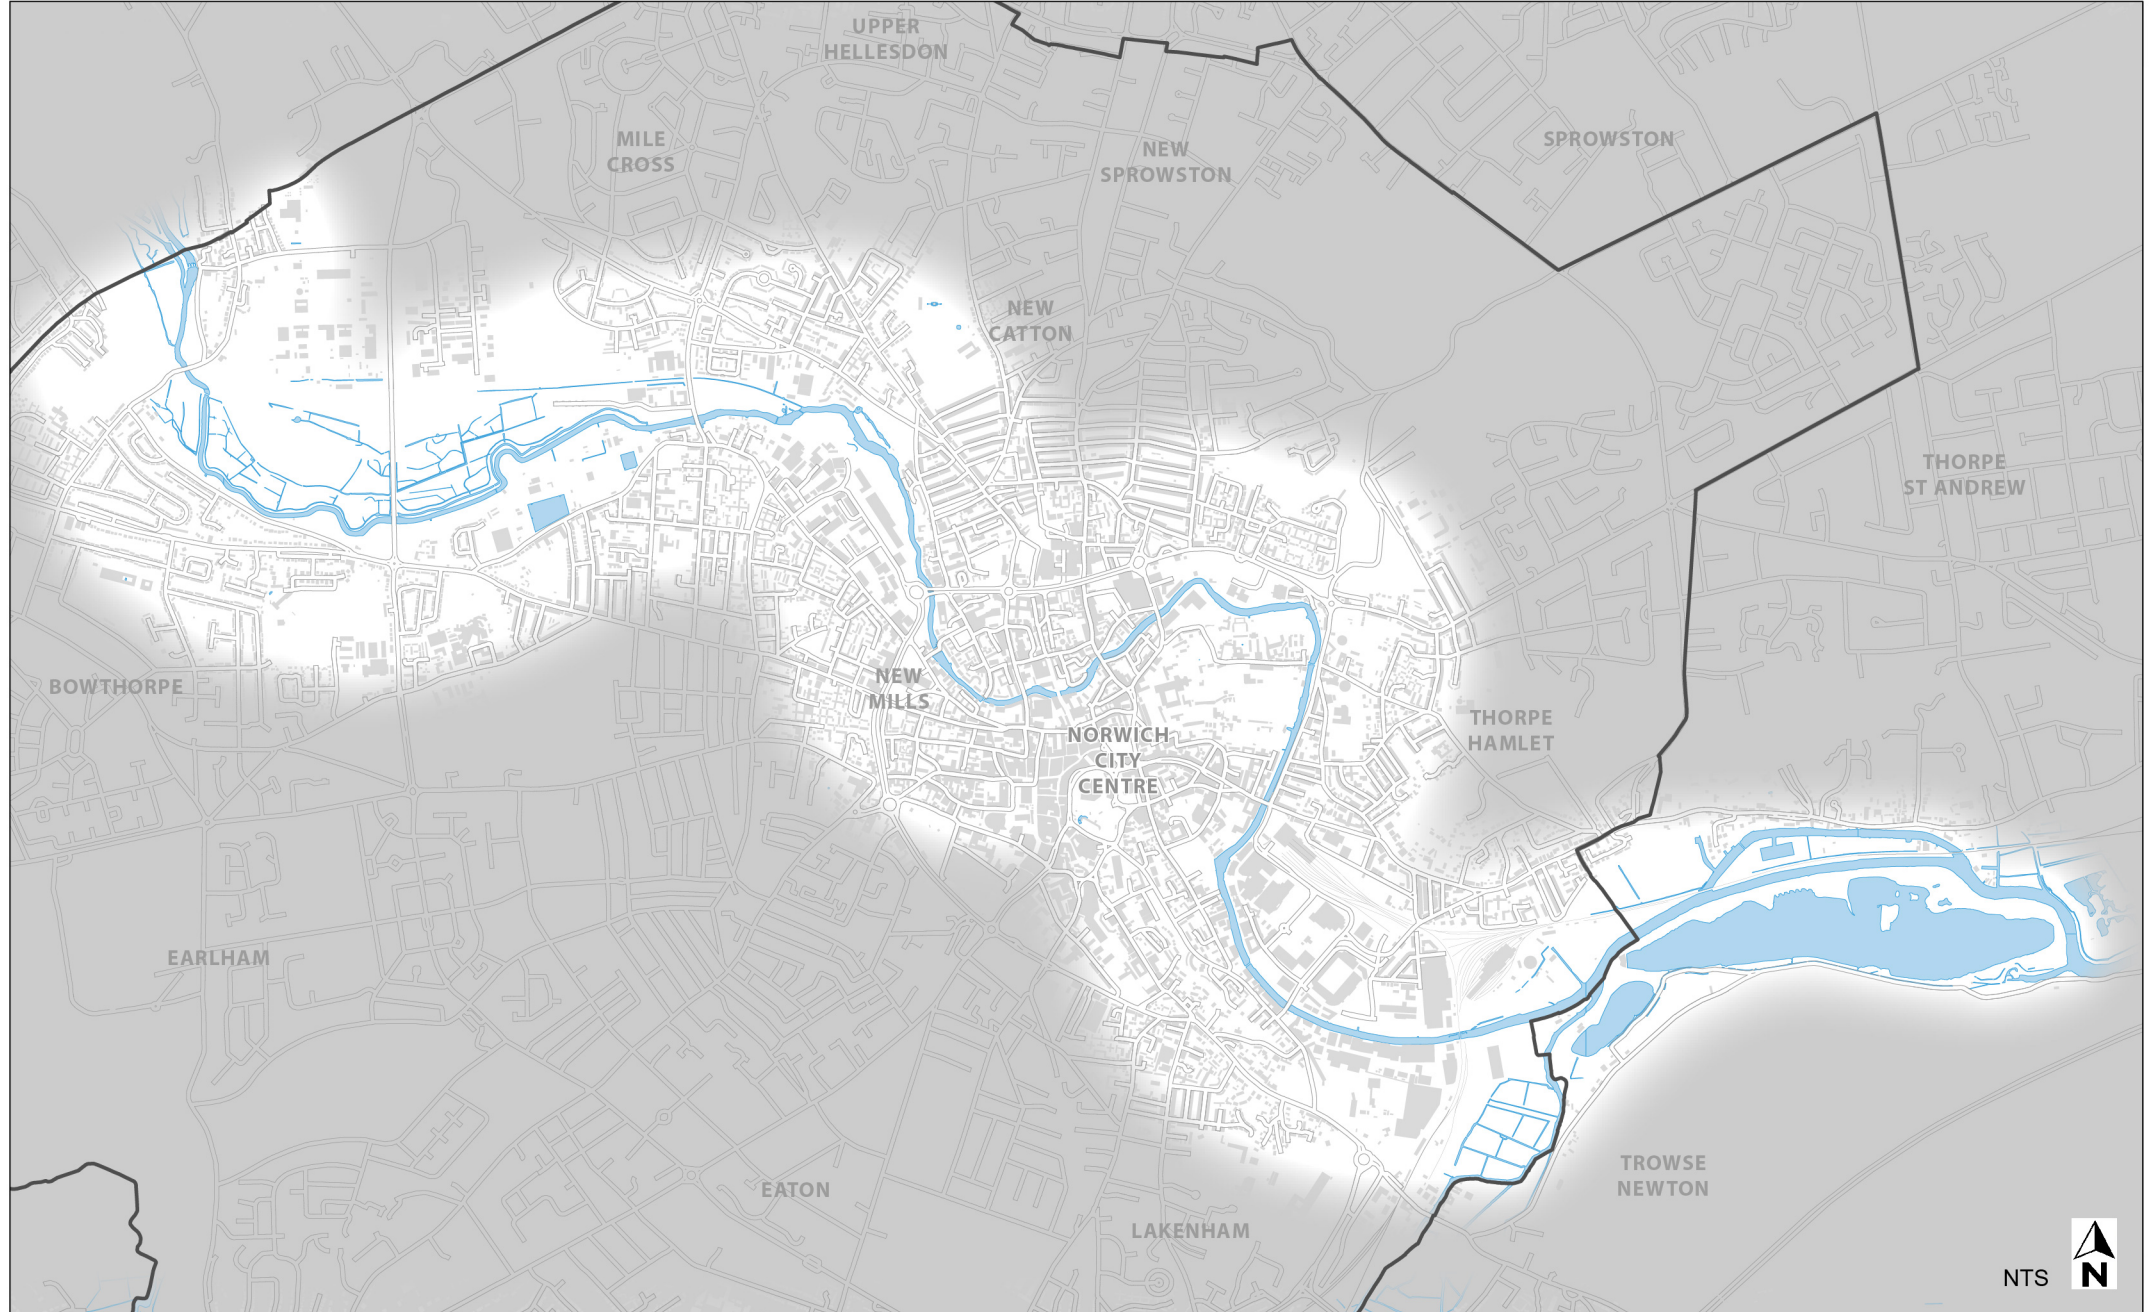 UPPER
HELLESDON
MILE
CROSS
NEW
SPROWSTON
SPROWSTON
NEW
CATTON
THORPE
ST ANDREW
BOWTHORPE
NEW
MILLS
NORWICH
CITY
CENTRE
THORPE
HAMLET
EARLHAM
TROWSE
NEWTON
EATON
LAKENHAM
NTS
N